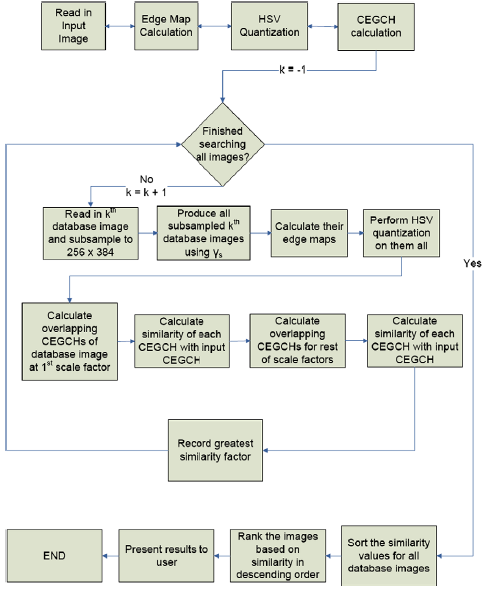 Read in
Input
Image
Edge Map
Calculation
HSV
Quantization
CEGCH
calculation
k = -1
Finished
searching
all images?
No
k = k + 1
Yes
Read in kth
database image
and subsample to
256 x 384
Produce all
subsampled kth
database images
using γs
Calculate their
edge maps
Perform HSV
quantization
on them all
Calculate
overlapping
CEGCHs of
database image
at 1st scale factor
Calculate
similarity of each
CEGCH with input
CEGCH
Calculate
overlapping
CEGCHs for rest
of scale factors
Calculate
similarity of each
CEGCH with input
CEGCH
Record greatest
similarity factor
END
Present results to
user
Rank the images
based on
similarity in
descending order
Sort the similarity
values for all
database images